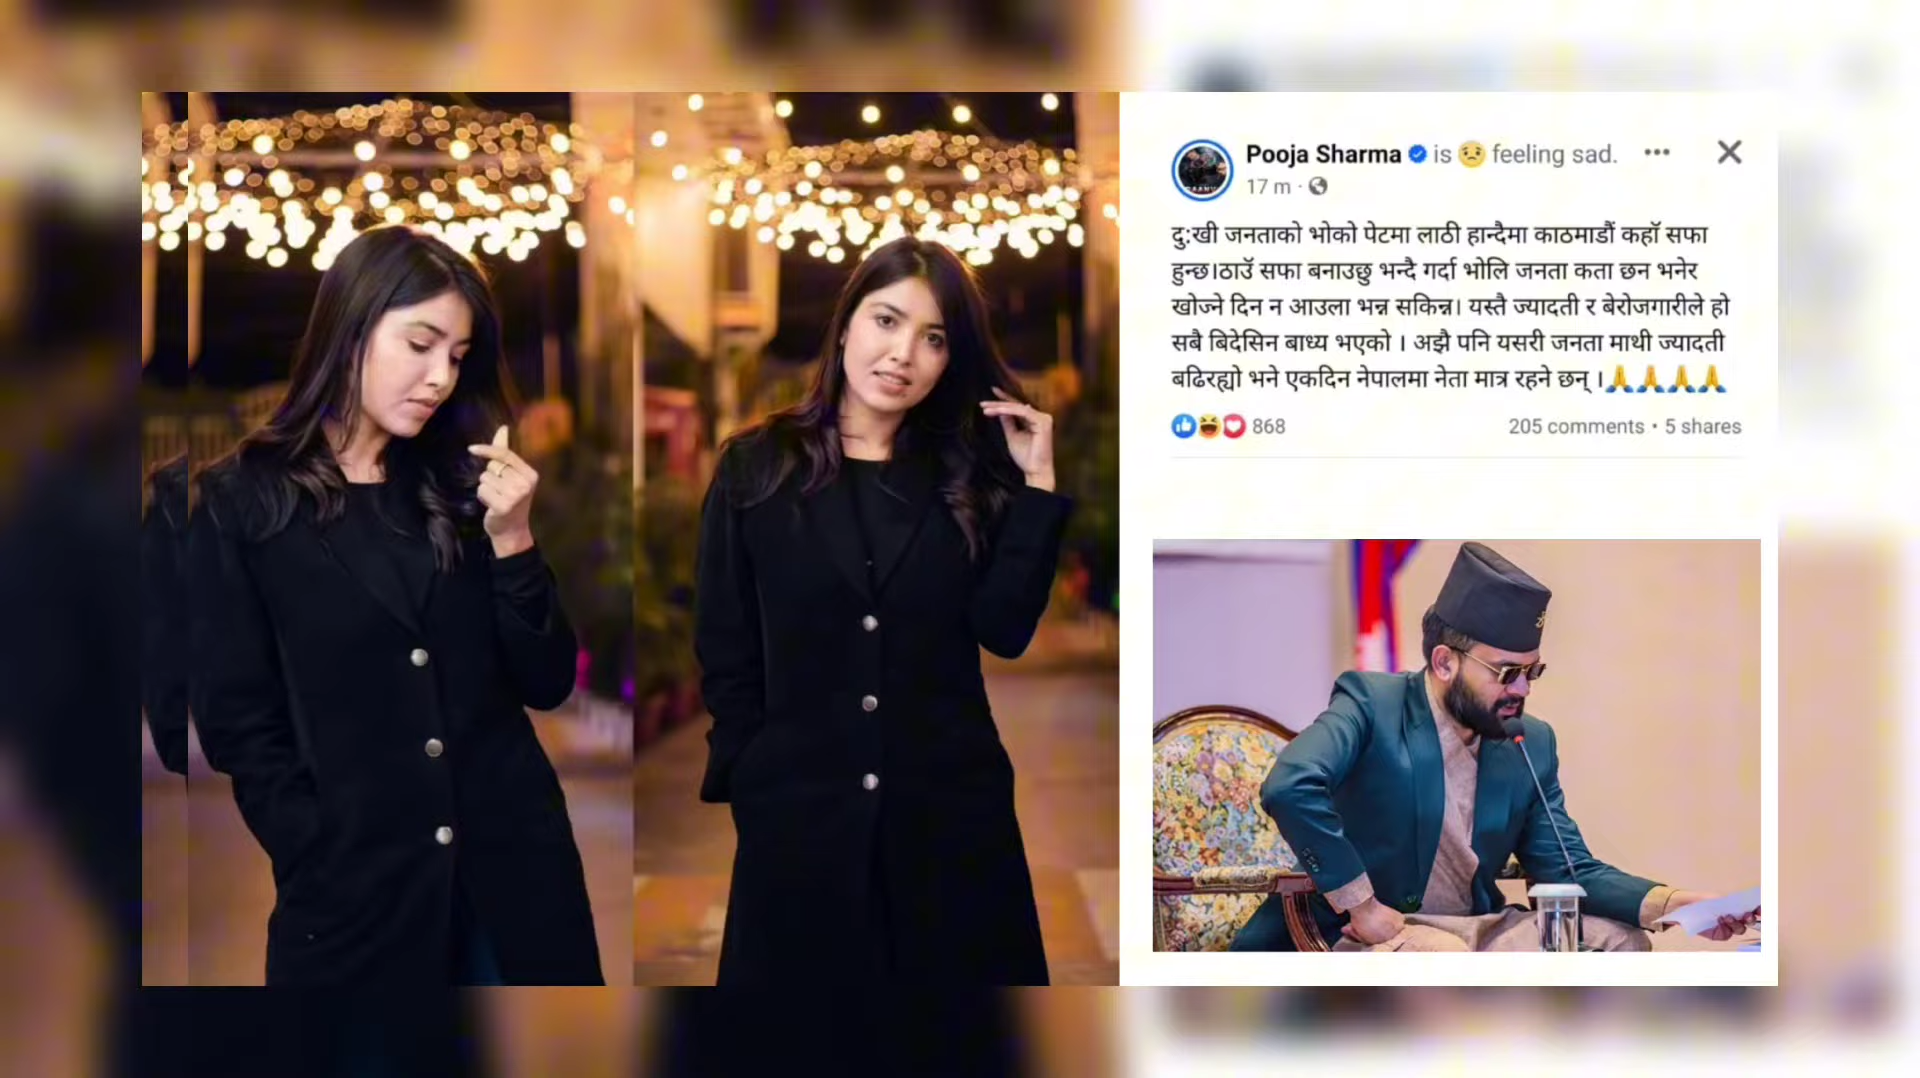 Pooja Sharma is 😟 feeling sad.
17 m
दु:खी जनताको भोको पेटमा लाठी हान्दैमा काठमाडौं कहाँ सफा
हुन्छ।ठाउँ सफा बनाउछु भन्दै गर्दा भोलि जनता कता छन भनेर
खोज्ने दिन न आउला भन्न सकिन्न। यस्तै ज्यादती र बेरोजगारीले हो
सबै बिदेसिन बाध्य भएको । अझै पनि यसरी जनता माथी ज्यादती
बढिरह्यो भने एकदिन नेपालमा नेता मात्र रहने छन् ।🙏🙏🙏🙏
868
205 comments • 5 shares